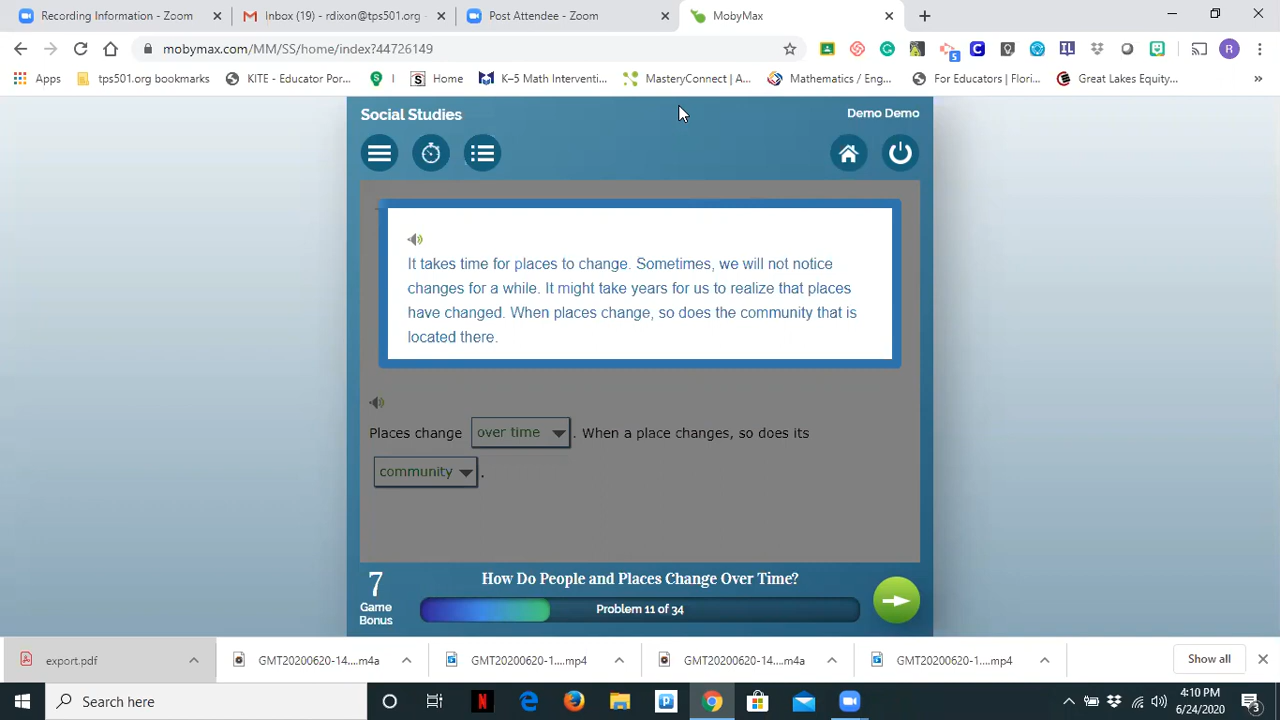 Recording Information - Zoom
Inbox (19) - rdixon@tps501.org
Post Attendee - Zoom
MobyMax
mobymax.com/MM/SS/home/index?44726149
5
R
Apps
tps501.org bookmarks
KITE - Educator Por...
I
Home
K–5 Math Interventi...
MasteryConnect | A...
Mathematics / Eng...
For Educators | Flori...
Great Lakes Equity...
Social Studies
Demo Demo
It takes time for places to change. Sometimes, we will not notice
changes for a while. It might take years for us to realize that places
have changed. When places change, so does the community that is
located there.
Places change over time . When a place changes, so does its
community .
7
Game
Bonus
How Do People and Places Change Over Time?
Problem 11 of 34
export.pdf
GMT20200620-14....m4a
GMT20200620-1....mp4
GMT20200620-14....m4a
GMT20200620-1....mp4
Show all
Search here
4:10 PM
6/24/2020
3